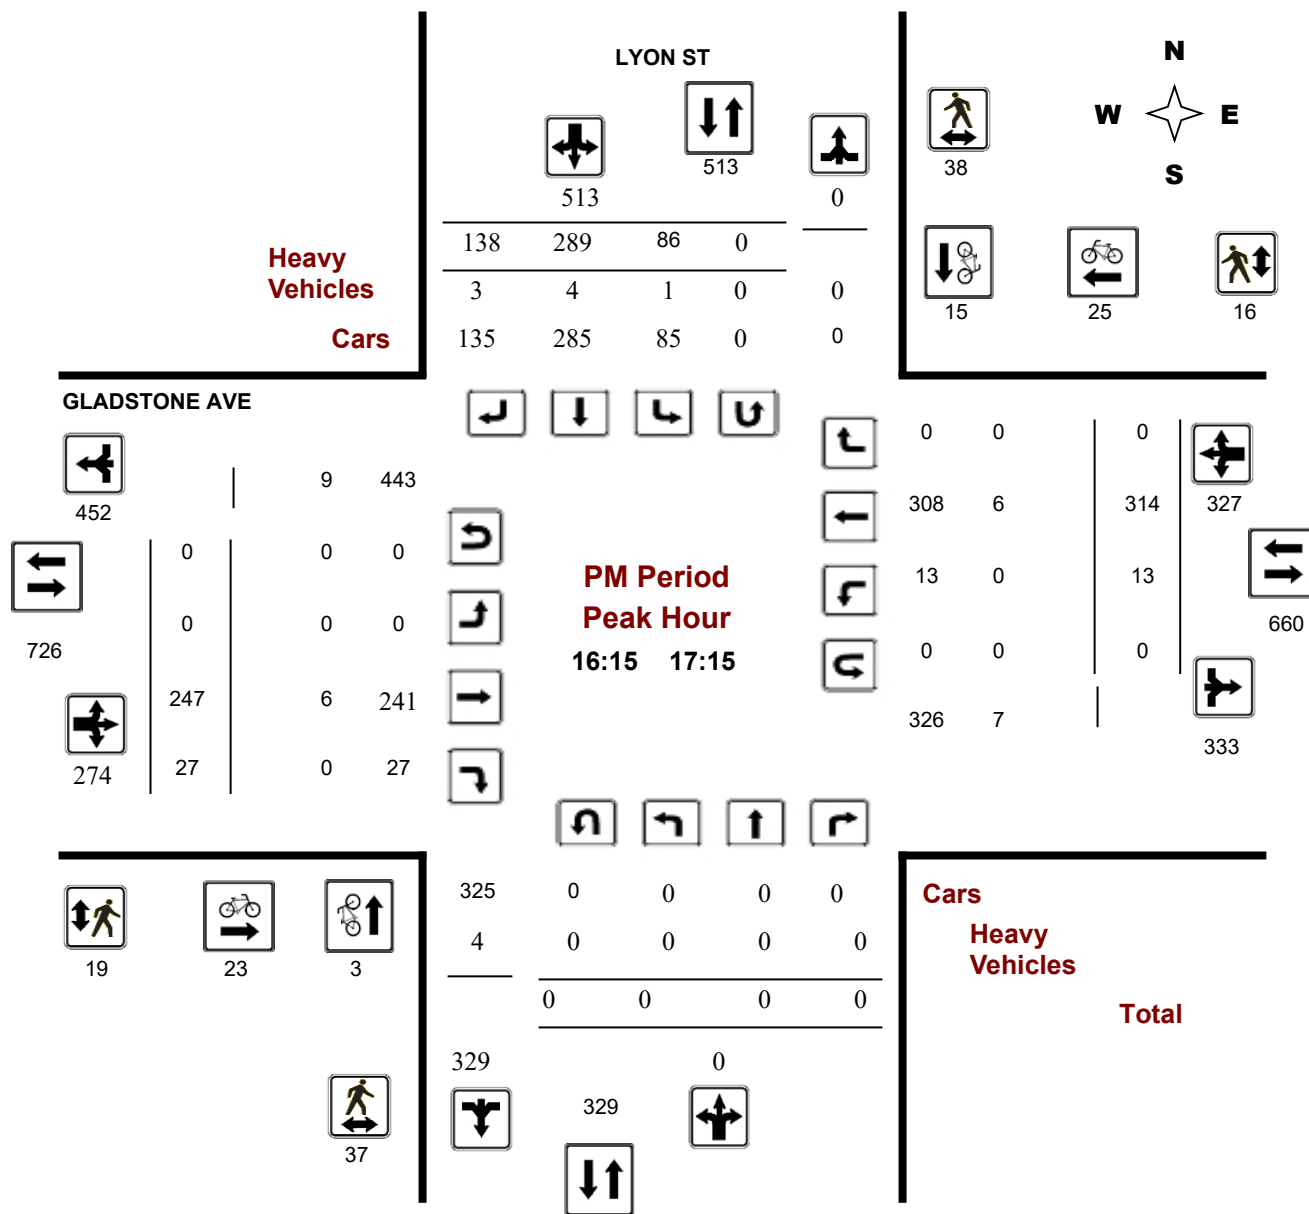 LYON ST
N
W E
S
513
38
513 0
138 289 86 0
Heavy
Vehicles
3 4 1 0 0
15 25 16
Cars
135 285 85 0 0
GLADSTONE AVE
0 0 0
9 443
452
308 6 314 327
0 0 0
PM Period
13 0 13
Peak Hour
0 0 0
660
726
16:15 17:15
0 0 0
247 6 241
326 7
333
274 27 0 27
325 0 0 0 0
Cars
4 0 0 0 0
Heavy
Vehicles
19 23 3
0 0 0 0
Total
329 0
329
37